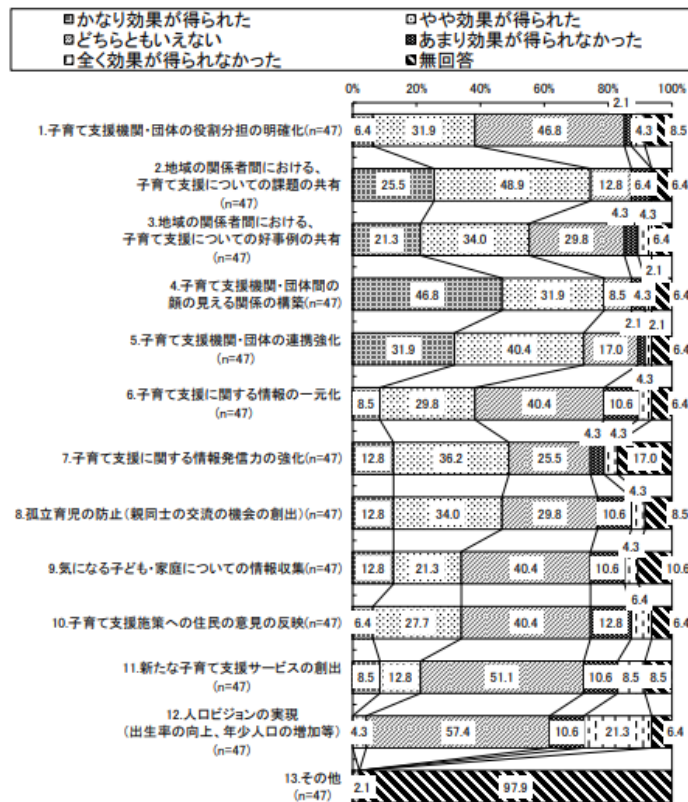 かなり効果が得られた やや効果が得られた
どちらともいえない あまり効果が得られなかった
全く効果が得られなかった 無回答
0% 20% 40% 60% 80% 100%
2.1
1.子育て支援機関・団体の役割分担の明確化(n=47) 6.4 31.9 46.8 4.3 8.5
2.地域の関係者間における、
子育て支援についての課題の共有 25.5 48.9 12.8 6.4 6.4
(n=47)
3.地域の関係者間における、 4.3 4.3
子育て支援についての好事例の共有 21.3 34.0 29.8 6.4
(n=47)
2.1
4.子育て支援機関・団体間の
顔の見える関係の構築 46.8 31.9 8.5 4.3 6.4
(n=47)
2.1 2.1
5.子育て支援機関・団体の連携強化 31.9 40.4 17.0 6.4
(n=47)
4.3
6.子育て支援に関する情報の一元化 8.5 29.8 40.4 10.6 6.4
(n=47)
4.3 4.3
7.子育て支援に関する情報発信力の強化(n=47) 12.8 36.2 25.5 17.0
4.3
8.孤立育児の防止(親同士の交流の機会の創出)(n=47) 12.8 34.0 29.8 10.6 8.5
4.3
9.気になる子ども・家庭についての情報収集(n=47) 12.8 21.3 40.4 10.6 10.6
6.4
10.子育て支援施策への住民の意見の反映(n=47) 6.4 27.7 40.4 12.8 6.4
11.新たな子育て支援サービスの創出 8.5 12.8 51.1 10.6 8.5 8.5
(n=47)
12.人口ビジョンの実現
(出生率の向上、年少人口の増加等) 4.3 57.4 10.6 21.3 6.4
(n=47)
13.その他 2.1 97.9
(n=47)